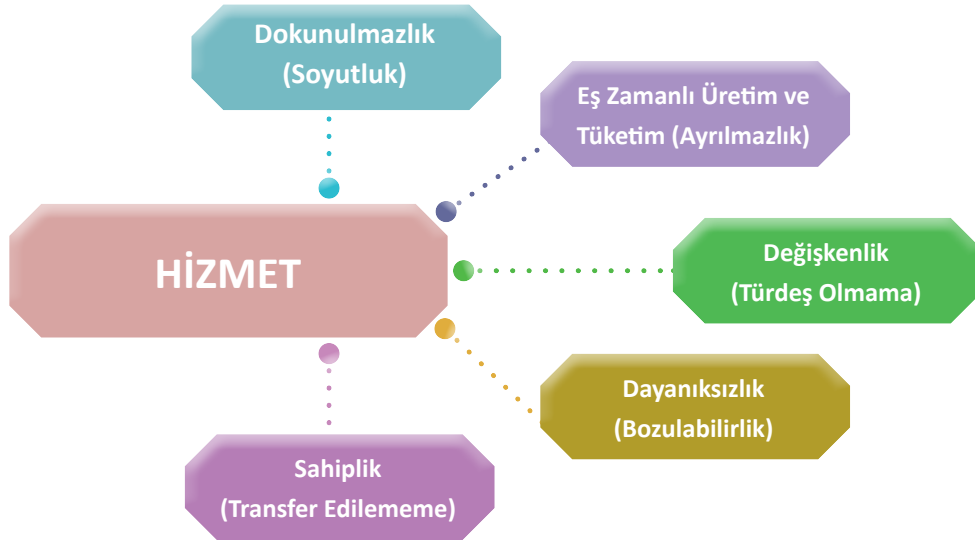 Dokunulmazlık
(Soyutluk)
Eş Zamanlı Üretim ve
Tüketim (Ayrılmazlık)
HİZMET
Değişkenlik
(Türdeş Olmama)
Dayanıksızlık
(Bozulabilirlik)
Sahiplik
(Transfer Edilememe)